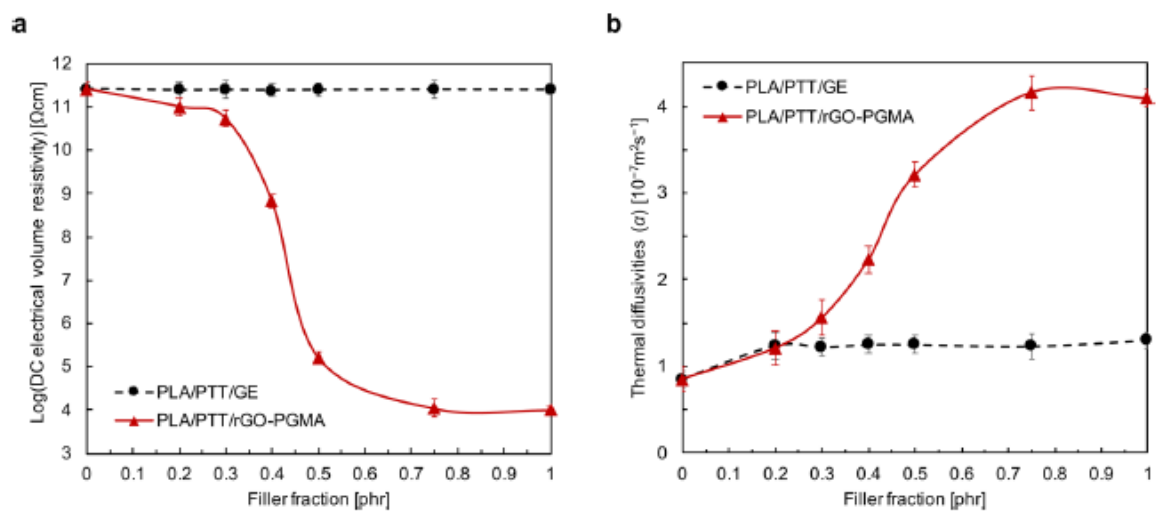 a
Log(DC electrical volume resistivity) [Ωcm]
12
11
10
9
8
7
6
5
4
3
PLA/PTT/GE
PLA/PTT/rGO-PGMA
0 0.1 0.2 0.3 0.4 0.5 0.6 0.7 0.8 0.9 1
Filler fraction [phr]
b
Thermal diffusivities (α) [10⁻⁷m²s⁻¹]
PLA/PTT/GE
PLA/PTT/rGO-PGMA
4
3
2
1
0
0 0.1 0.2 0.3 0.4 0.5 0.6 0.7 0.8 0.9 1
Filler fraction [phr]